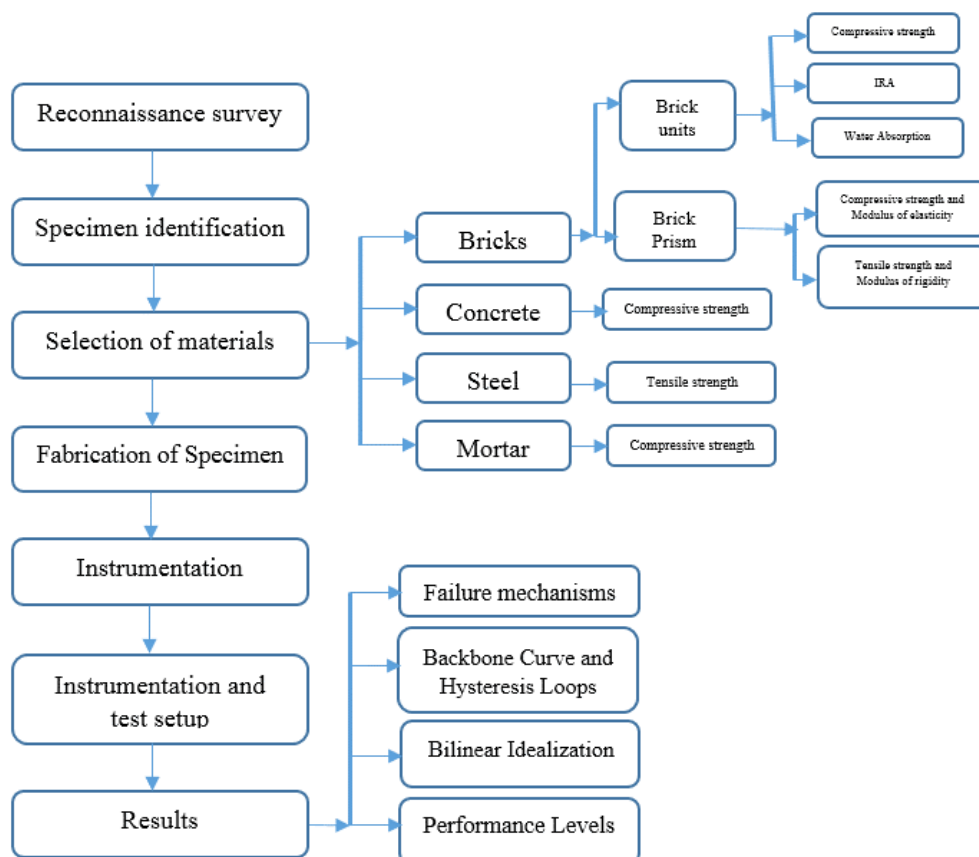 Reconnaissance survey
Specimen identification
Selection of materials
Fabrication of Specimen
Instrumentation
Instrumentation and
test setup
Results
Bricks
Concrete
Steel
Mortar
Brick
units
Brick
Prism
Compressive strength
IRA
Water Absorption
Compressive strength and
Modulus of elasticity
Tensile strength and
Modulus of rigidity
Compressive strength
Tensile strength
Compressive strength
Failure mechanisms
Backbone Curve and
Hysteresis Loops
Bilinear Idealization
Performance Levels